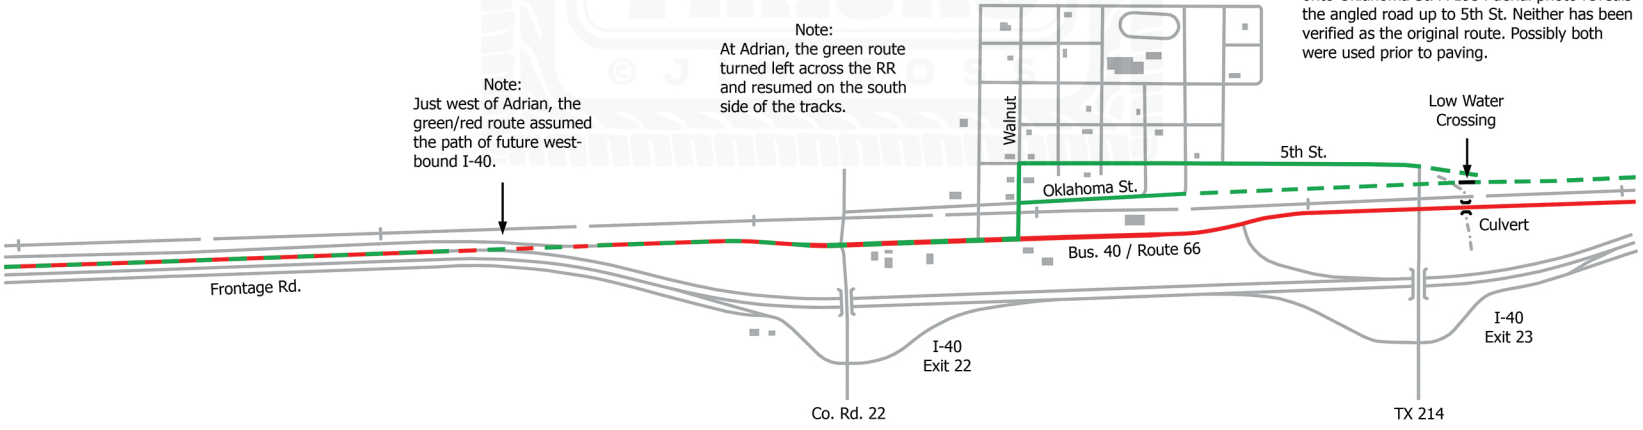 the angled road up to 5th St. Neither has been
verified as the original route. Possibly both
were used prior to paving.
Note:
At Adrian, the green route
turned left across the RR
and resumed on the south
side of the tracks.
Note:
Just west of Adrian, the
green/red route assumed
the path of future west-
bound I-40.
Low Water
Crossing
Walnut
5th St.
Oklahoma St.
Culvert
Bus. 40 / Route 66
Frontage Rd.
I-40
Exit 23
I-40
Exit 22
Co. Rd. 22
TX 214